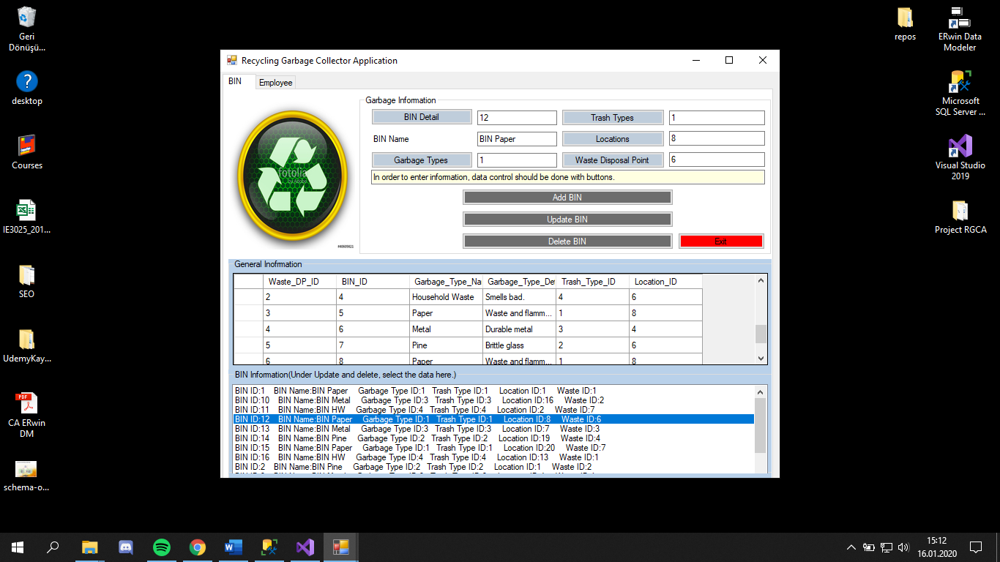 Geri
Dönüşü...
desktop
Courses
IE3025_201...
SEO
UdemyKay...
CA ERwin
DM
schema-o...
repos
ERwin Data
Modeler
Microsoft
SQL Server ...
Visual Studio
2019
Project RGCA
Recycling Garbage Collector Application
BIN Employee
fotolia
#40609821
Garbage Information
BIN Detail 12 Trash Types 1
BIN Name BIN Paper Locations 8
Garbage Types 1 Waste Disposal Point 6
In order to enter infomation, data control should be done with buttons.
Add BIN
Update BIN
Delete BIN Exit
General Inofrmation
Waste_DP_ID BIN_ID Garbage_Type_Na Garbage_Type_De Trash_Type_ID Location_ID
2 4 Household Waste Smells bad. 4 6
3 5 Paper Waste and flamm... 1 8
4 6 Metal Durable metal 3 4
5 7 Pine Brittle glass 2 6
6 8 Paper Waste and flamm... 1 8
BIN Information(Under Update and delete, select the data here.)
BIN ID:1 BIN Name:BIN Paper Garbage Type ID:1 Trash Type ID:1 Location ID:1 Waste ID:1
BIN ID:10 BIN Name:BIN Metal Garbage Type ID:3 Trash Type ID:3 Location ID:16 Waste ID:2
BIN ID:11 BIN Name:BIN HW Garbage Type ID:4 Trash Type ID:4 Location ID:2 Waste ID:7
BIN ID:12 BIN Name:BIN Paper Garbage Type ID:1 Trash Type ID:1 Location ID:8 Waste ID:6
BIN ID:13 BIN Name:BIN Metal Garbage Type ID:3 Trash Type ID:3 Location ID:7 Waste ID:3
BIN ID:14 BIN Name:BIN Pine Garbage Type ID:2 Trash Type ID:2 Location ID:19 Waste ID:4
BIN ID:15 BIN Name:BIN Paper Garbage Type ID:1 Trash Type ID:1 Location ID:20 Waste ID:7
BIN ID:16 BIN Name:BIN HW Garbage Type ID:4 Trash Type ID:4 Location ID:13 Waste ID:1
BIN ID:2 BIN Name:BIN Pine Garbage Type ID:2 Trash Type ID:2 Location ID:1 Waste ID:2
15:12
16.01.2020